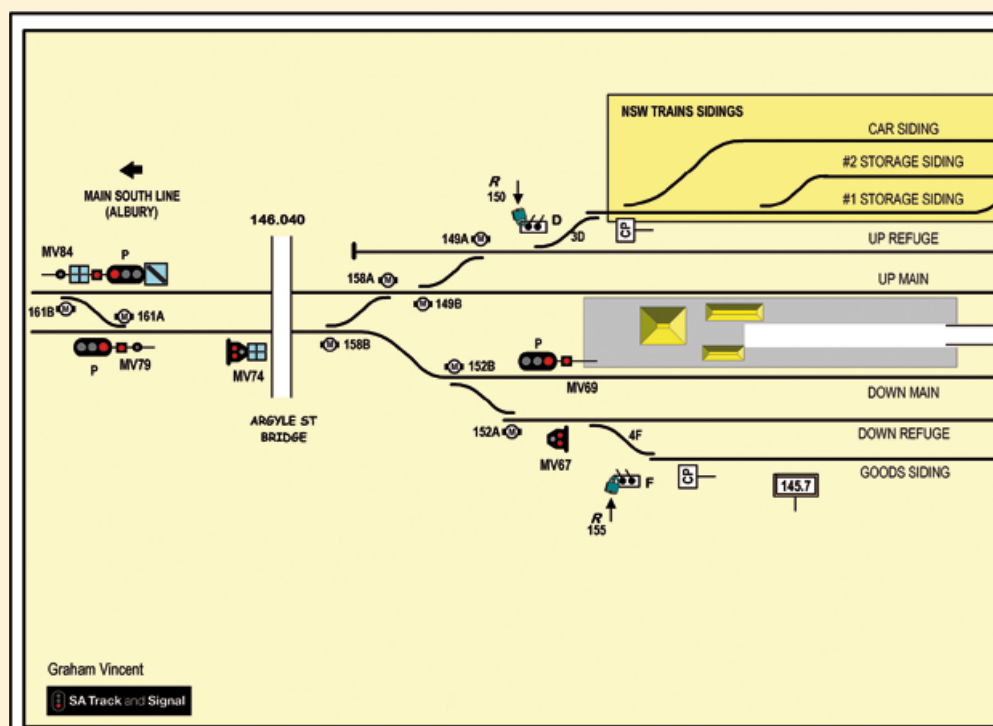 NSW TRAINS SIDINGS
CAR SIDING
#2 STORAGE SIDING
#1 STORAGE SIDING
R
150
D
CP
3D
UP REFUGE
MAIN SOUTH LINE
(ALBURY)
146.040
149A
M
MV84
P
158A
M
UP MAIN
161B
M
M
161A
M
149B
M
158B
P
MV79
MV74
M
152B
P
MV69
DOWN MAIN
ARGYLE ST
BRIDGE
152A
M
4F
DOWN REFUGE
MV67
GOODS SIDING
F
CP
145.7
R
155
Graham Vincent
SA Track and Signal